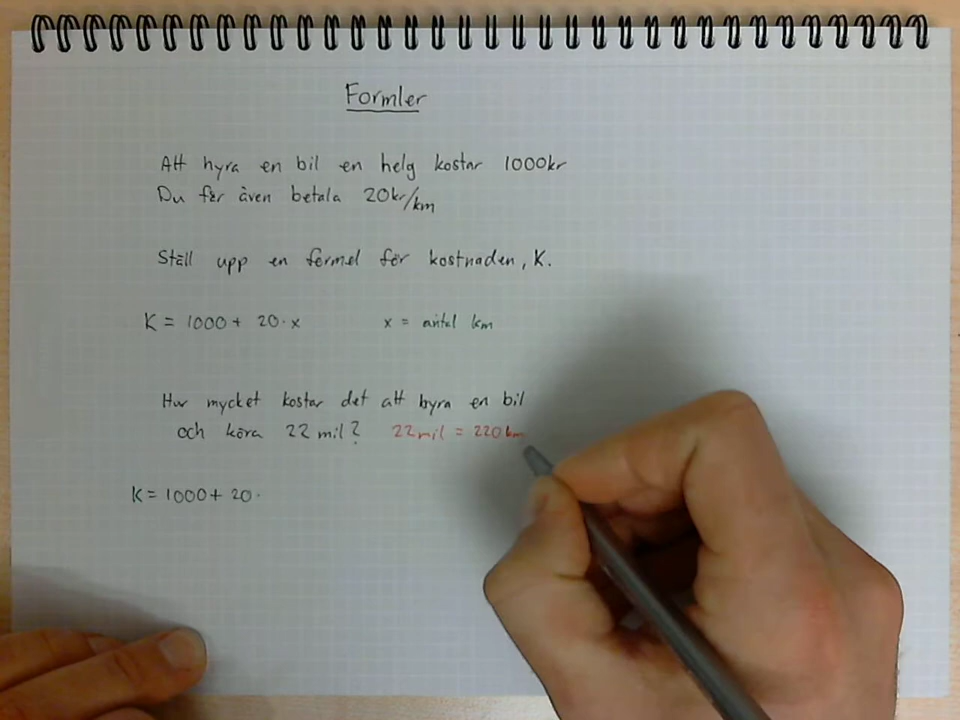 Formler
Att hyra en bil en helg kostar 1000kr
Du får även betala 20kr/km
Ställ upp en formel för kostnaden, K.
K = 1000 + 20 · x x = antal km
Hur mycket kostar det att hyra en bil
och köra 22 mil? 22 mil = 220 km
K = 1000 + 20 ·